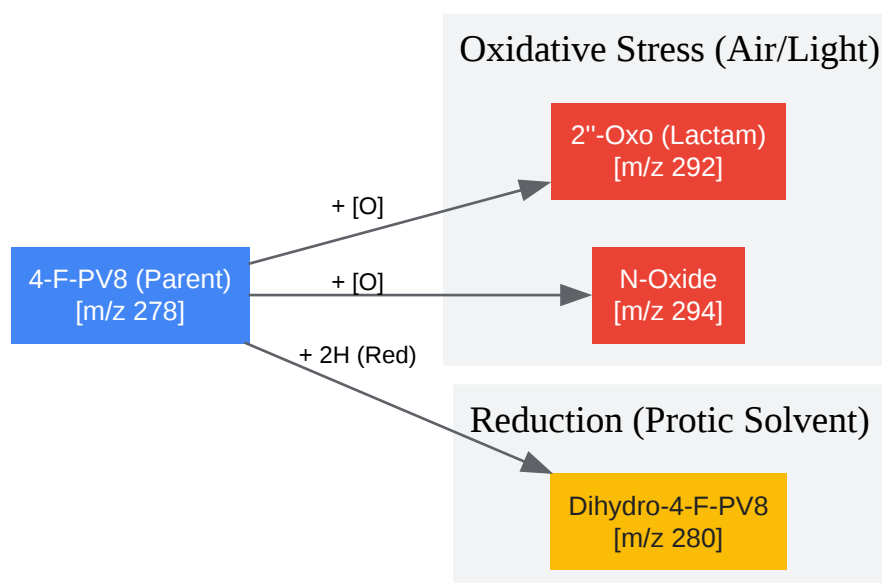 Oxidative Stress (Air/Light)
2''-Oxo (Lactam)
[m/z 292]
+ [O]
4-F-PV8 (Parent)
[m/z 278]
+ [O]
N-Oxide
[m/z 294]
+ 2H (Red)
Reduction (Protic Solvent)
Dihydro-4-F-PV8
[m/z 280]